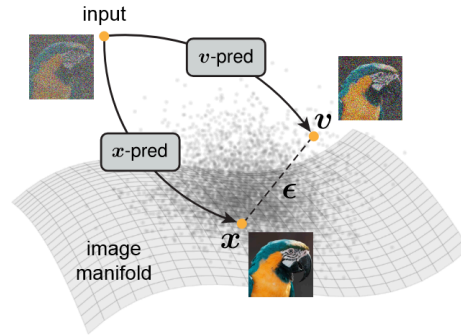 input
v-pred
x-pred
v
ϵ
x
image
manifold